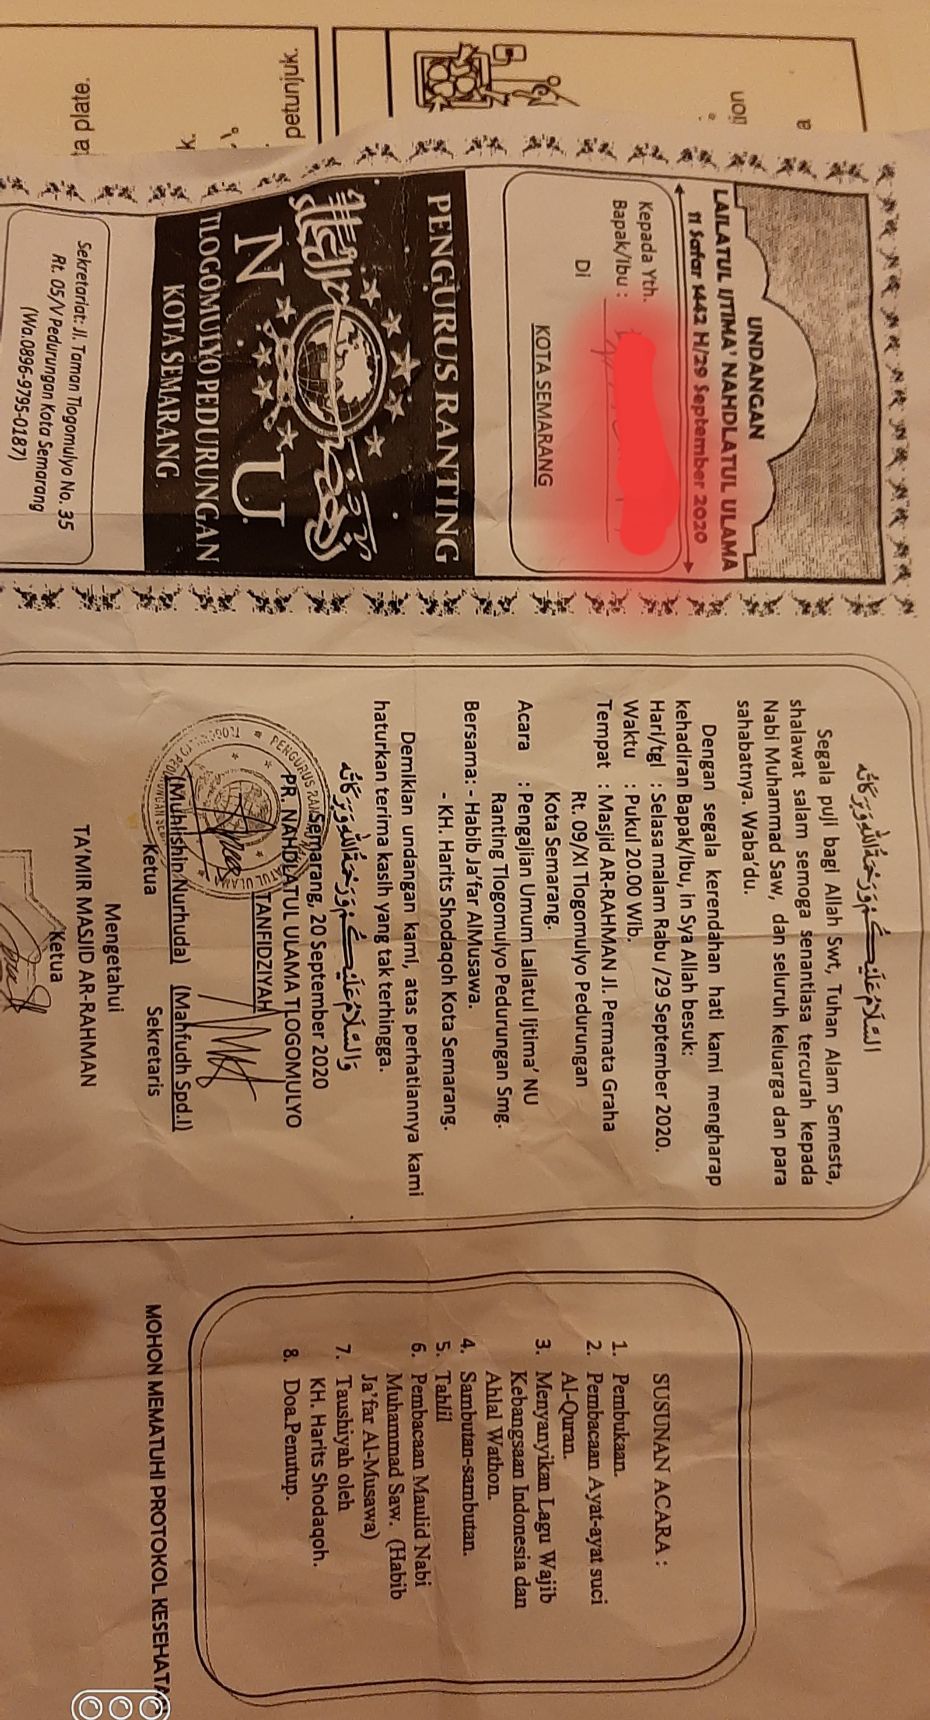 UNDANGAN
LAILATUL IJTIMA' NAHDLATUL ULAMA
11 Safar 1442 H/29 September 2020
Kepada Yth.
Bapak/Ibu :
Di
KOTA SEMARANG
PENGURUS RANTING
N U
TLOGOMULYO PEDURUNGAN
KOTA SEMARANG
Sekretariat: Jl. Taman Tlogomulyo No. 35
Rt. 05/V Pedurungan Kota Semarang
(Wa.0896-9795-0187)
السَّلَامُ عَلَيْكُمْ وَرَحْمَةُ اللهِ وَبَرَكَاتُهُ
Segala puji bagi Allah Swt, Tuhan Alam Semesta,
shalawat salam semoga senantiasa tercurah kepada
Nabi Muhammad Saw, dan seluruh keluarga dan para
sahabatnya. Waba'du.
Dengan segala kerendahan hati kami mengharap
kehadiran Bapak/Ibu, in Sya Allah besuk:
Hari/tgl : Selasa malam Rabu /29 September 2020.
Waktu : Pukul 20.00 Wib.
Tempat : Masjid AR-RAHMAN Jl. Permata Graha
Rt. 09/XI Tlogomulyo Pedurungan
Kota Semarang.
Acara : Pengajian Umum Lailatul Ijtima' NU
Ranting Tlogomulyo Pedurungan Smg.
Bersama: - Habib Ja'far AlMusawa.
- KH. Harits Shodaqoh Kota Semarang.
Demikian undangan kami, atas perhatiannya kami
haturkan terima kasih yang tak terhingga.
وَالسَّلَامُ عَلَيْكُمْ وَرَحْمَةُ اللهِ وَبَرَكَاتُهُ
Semarang, 20 September 2020
PR. NAHDLATUL ULAMA TLOGOMULYO
TANFIDZIYAH
(Muhlishin Nurhuda) (Mahfudh Spd.I)
Ketua Sekretaris
Mengetahui
TA'MIR MASJID AR-RAHMAN
Ketua
SUSUNAN ACARA :
1. Pembukaan.
2. Pembacaan Ayat-ayat suci
Al-Quran.
3. Menyanyikan Lagu Wajib
Kebangsaan Indonesia dan
Ahlal Wathon.
4. Sambutan-sambutan.
5. Tahlil
6. Pembacaan Maulid Nabi
Muhammad Saw. (Habib
Ja'far Al-Musawa)
7. Taushiyah oleh
KH. Harits Shodaqoh.
8. Doa.Penutup.
MOHON MEMATUHI PROTOKOL KESEHATA
petunjuk.
plate.